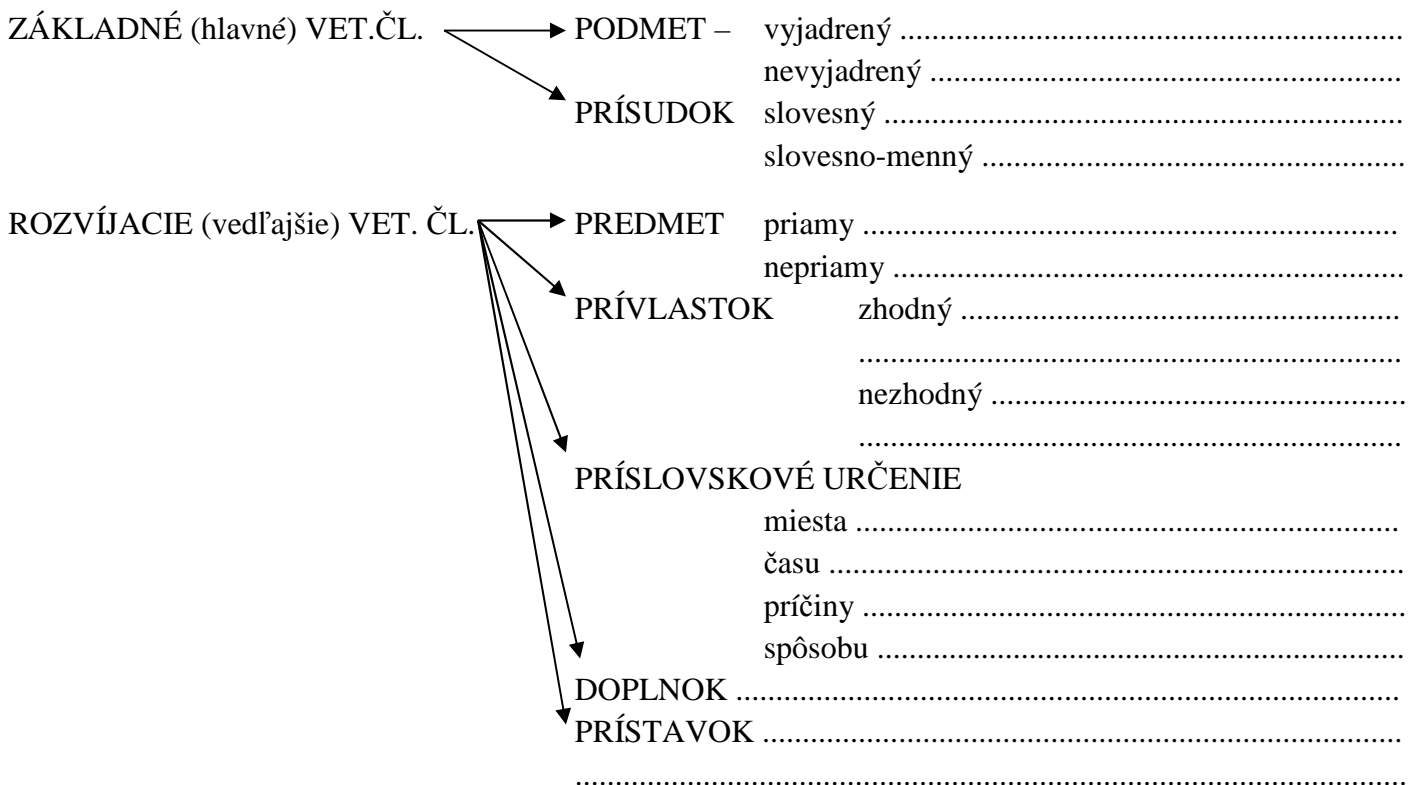 ZÁKLADNÉ (hlavné) VET.ČL. PODMET – vyjadrený ................................................................
nevyjadrený ............................................................
PRÍSUDOK slovesný ..................................................................
slovesno-menný .....................................................
ROZVÍJACIE (vedľajšie) VET. ČL. PREDMET priamy ....................................................................
nepriamy ................................................................
PRÍVLASTOK zhodný .......................................................
....................................................................
nezhodný ....................................................
....................................................................
PRÍSLOVSKOVÉ URČENIE
miesta ....................................................................
času ........................................................................
príčiny ....................................................................
spôsobu ..................................................................
DOPLNOK ...................................................................................
PRÍSTAVOK ................................................................................
........................................................................................................